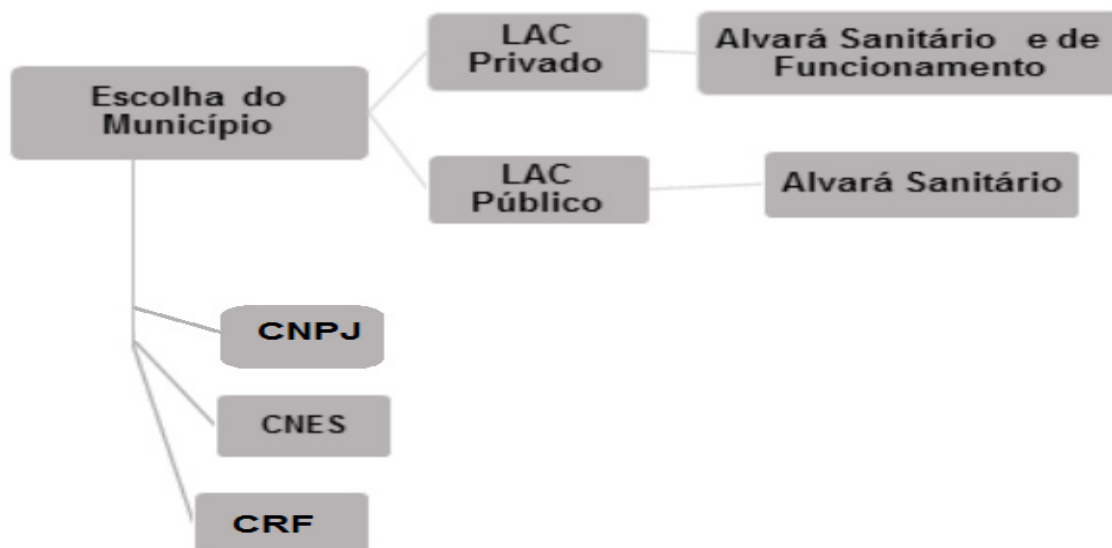 LAC
Privado
Alvará Sanitário e de
Funcionamento
Escolha do
Município
LAC
Público
Alvará Sanitário
CNPJ
CNES
CRF